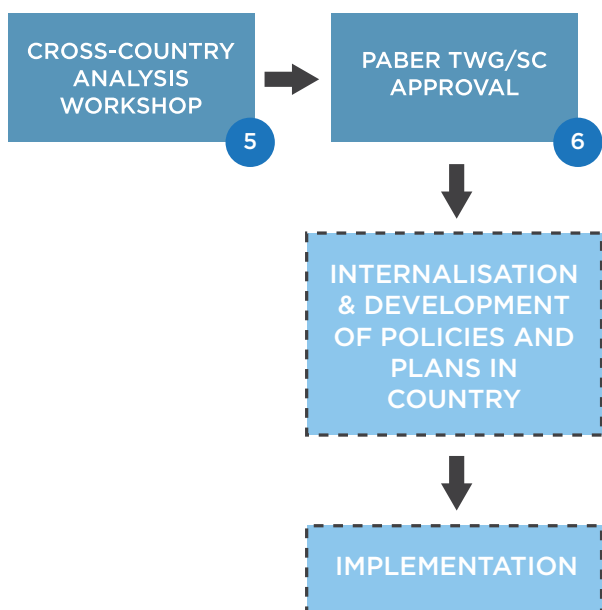 CROSS-COUNTRY
ANALYSIS
WORKSHOP
5
PABER TWG/SC
APPROVAL
6
INTERNALISATION
& DEVELOPMENT
OF POLICIES AND
PLANS IN
COUNTRY
IMPLEMENTATION